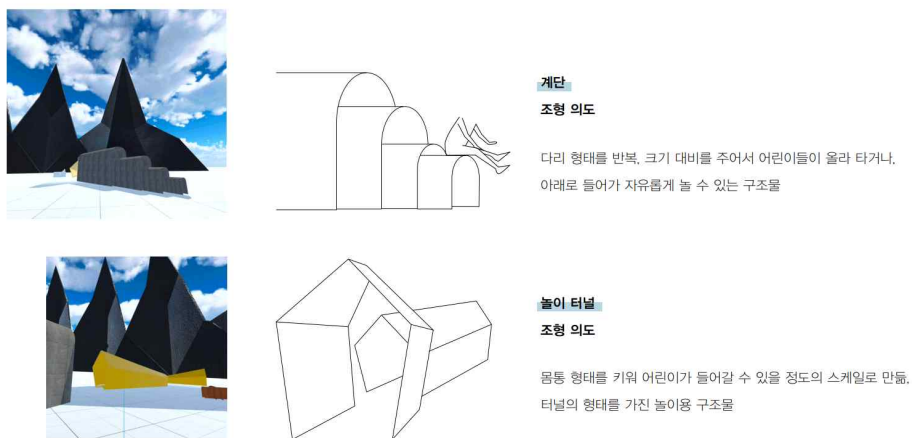 계단
조형 의도
다리 형태를 반복, 크기 대비를 주어서 어린이들이 올라 타거나,
아래로 들어가 자유롭게 놀 수 있는 구조물
놀이 터널
조형 의도
몸통 형태를 키워 어린이가 들어갈 수 있을 정도의 스케일로 만듦,
터널의 형태를 가진 놀이용 구조물